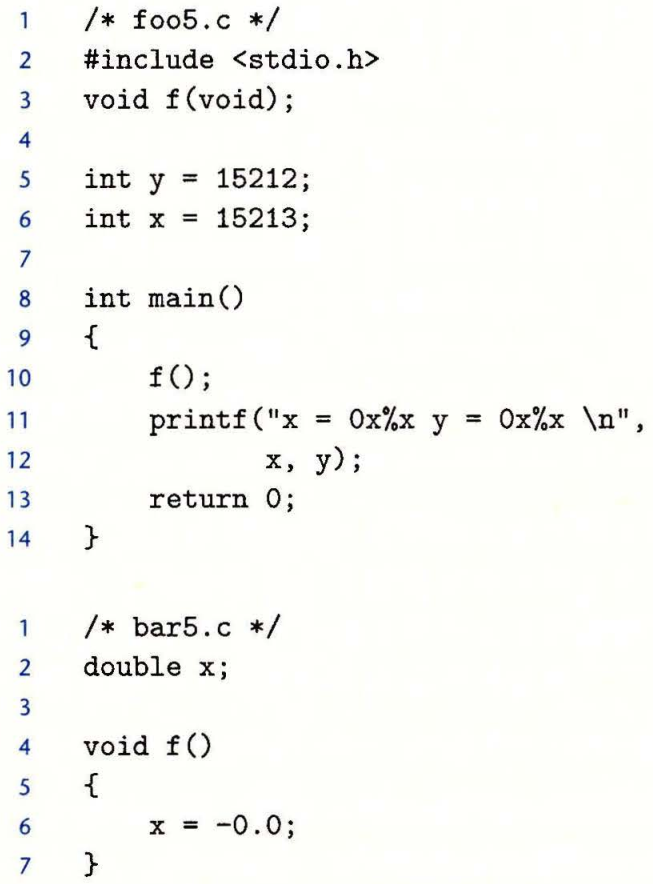 1 /* foo5.c */
2 #include <stdio.h>
3 void f(void);
4
5 int y = 15212;
6 int x = 15213;
7
8 int main()
9 {
10 f();
11 printf("x = 0x%x y = 0x%x \n",
12 x, y);
13 return 0;
14 }
1 /* bar5.c */
2 double x;
3
4 void f()
5 {
6 x = -0.0;
7 }